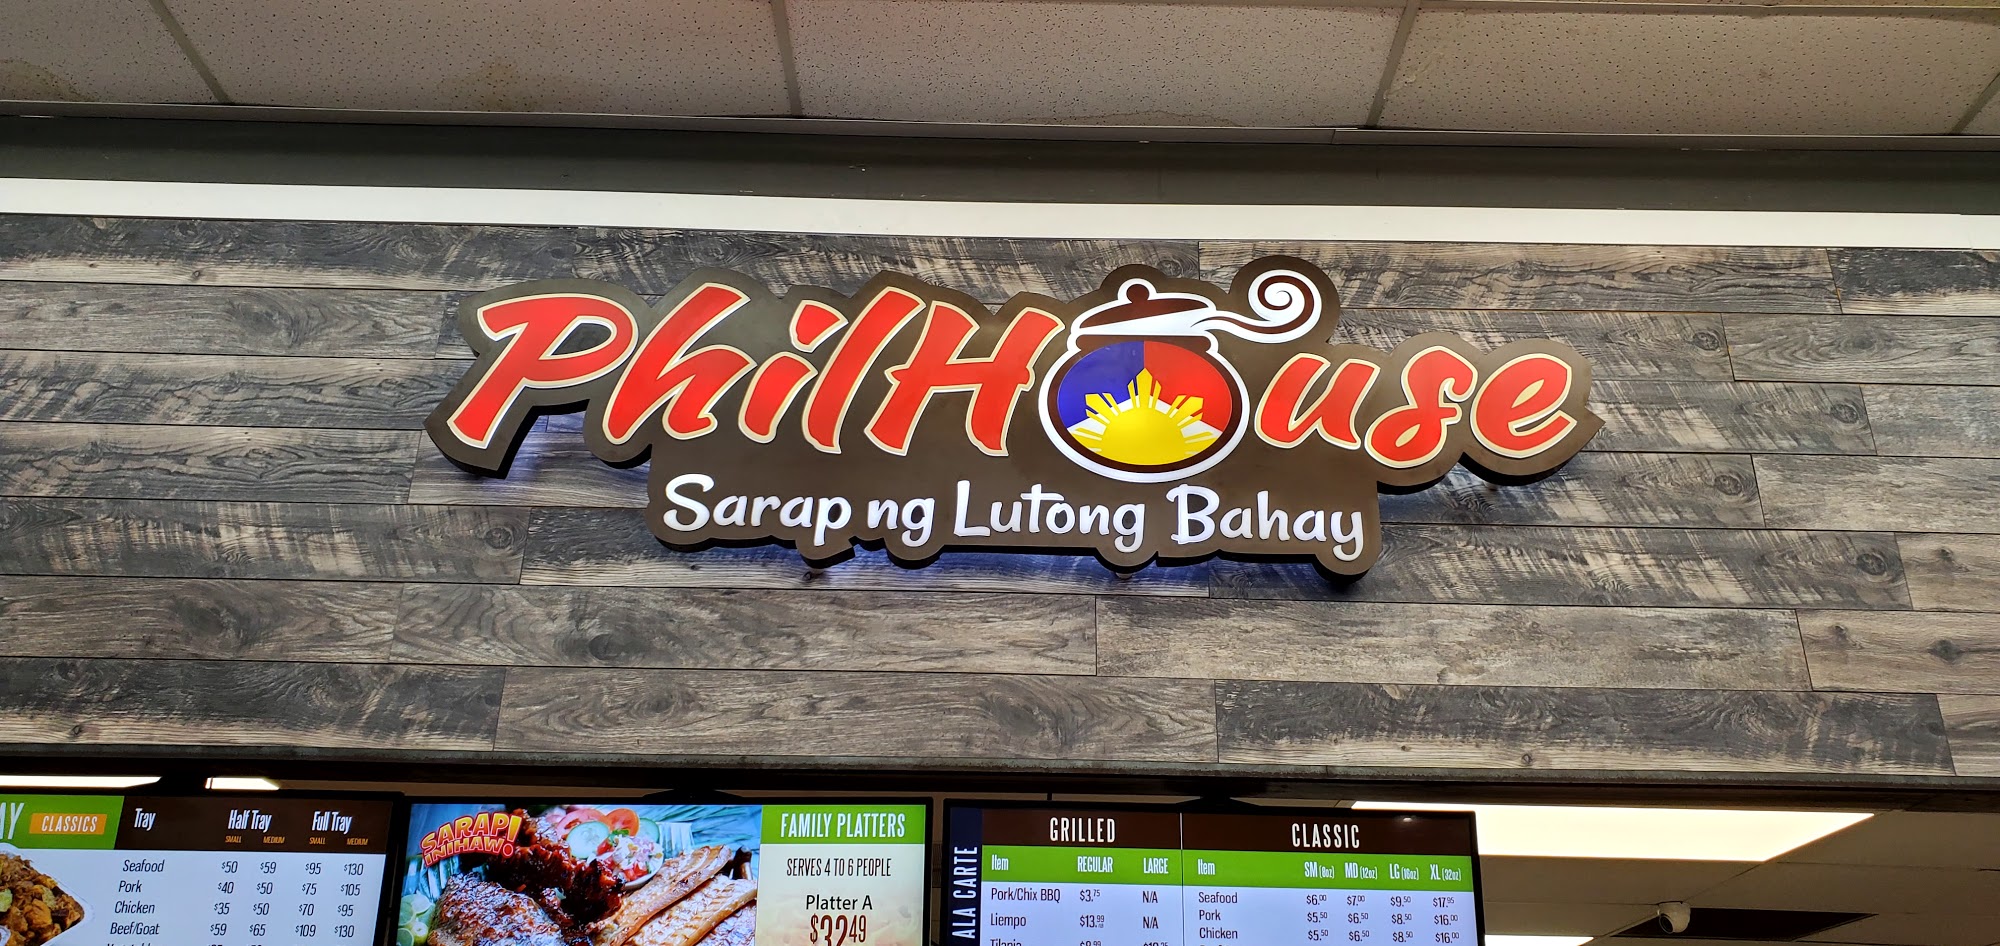 PhilHouse
Sarap ng Lutong Bahay
AY CLASSICS
Tray Half Tray Full Tray
SMALL MEDIUM SMALL MEDIUM
Seafood $50 $59 $95 $130
Pork $40 $50 $75 $105
Chicken $35 $50 $70 $95
Beef/Goat $59 $65 $109 $130
SARAP!
INIHAW!
FAMILY PLATTERS
SERVES 4 TO 6 PEOPLE
Platter A
$32.49
ALA CARTE
GRILLED
Item REGULAR LARGE
Pork/Chix BBQ $3.75 N/A
Liempo $13.99 N/A
Tilapia
CLASSIC
Item SM (8oz) MD (12oz) LG (16oz) XL (32oz)
Seafood $6.00 $7.00 $9.50 $17.95
Pork $5.50 $6.50 $8.50 $16.00
Chicken $5.50 $6.50 $8.50 $16.00